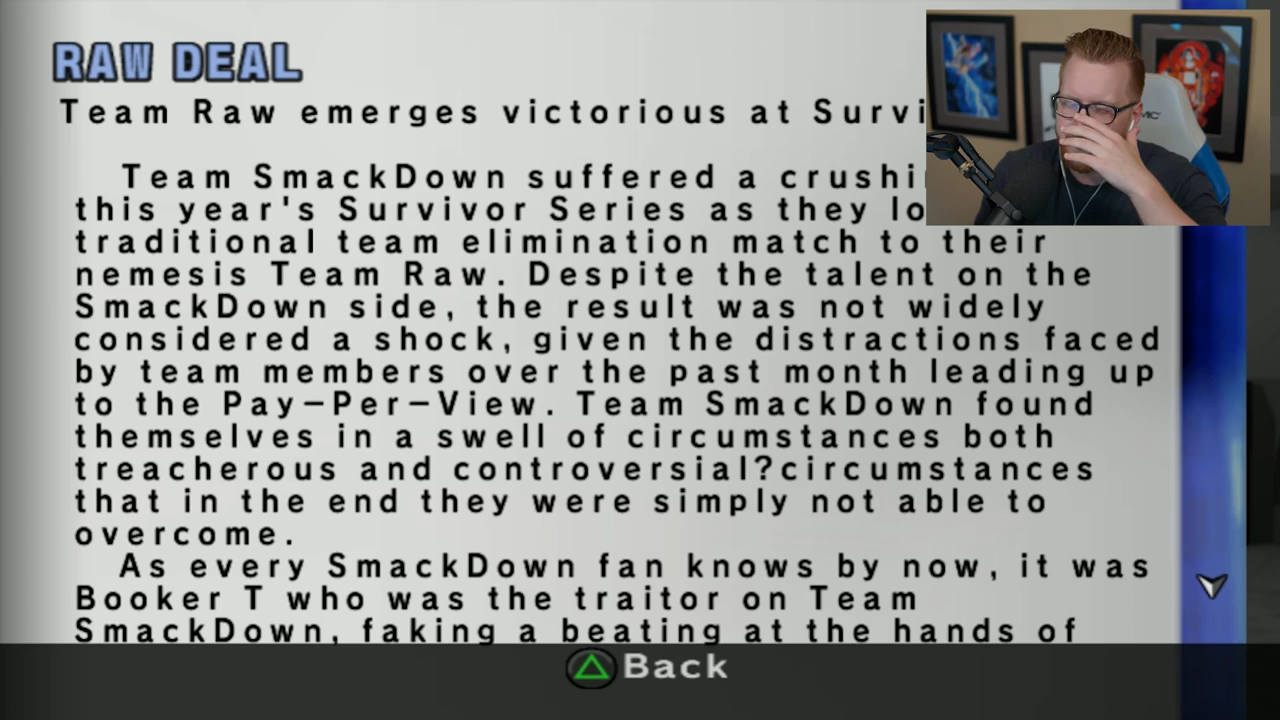 RAW DEAL
Team Raw emerges victorious at
Team SmackDown suffered a
this year's Survivor Series as they
traditional team elimination match to their
nemesis Team Raw. Despite the talent on the
SmackDown side, the result was not widely
considered a shock, given the distractions faced
by team members over the past month leading up
to the Pay-Per-View. Team SmackDown found
themselves in a swell of circumstances both
treacherous and controversial?circumstances
that in the end they were simply not able to
overcome.
As every SmackDown fan knows by now, it was
Booker T who was the traitor on Team
SmackDown, faking a beating at the hands of
Back